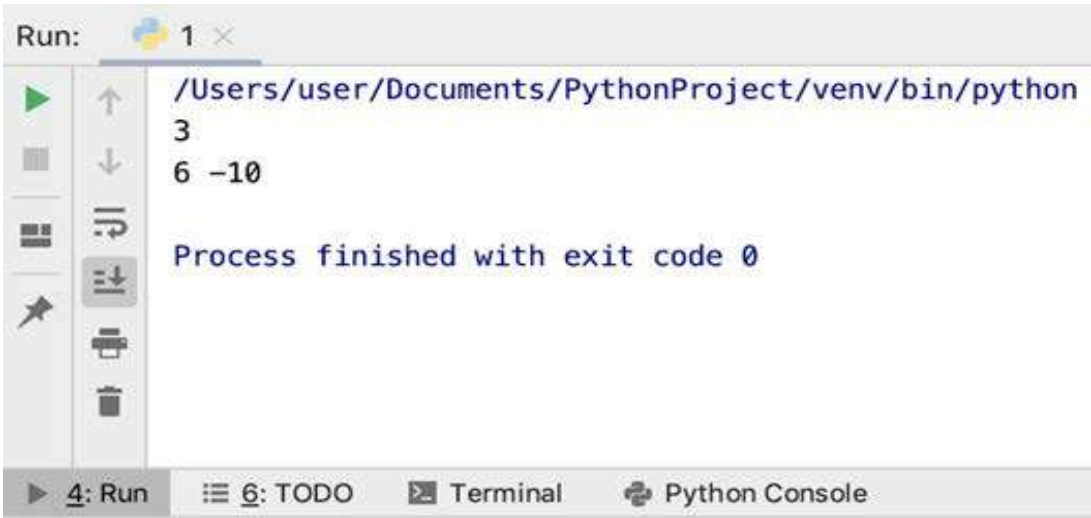 Run: 1
/Users/user/Documents/PythonProject/venv/bin/python
3
6 -10
Process finished with exit code 0
4: Run 6: TODO Terminal Python Console